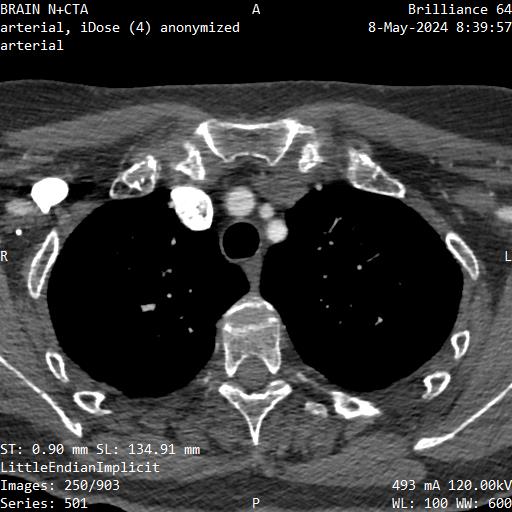 BRAIN N+CTA
arterial, iDose (4) anonymized
arterial
A
Brilliance 64
8-May-2024 8:39:57
R
L
ST: 0.90 mm SL: 134.91 mm
LittleEndianImplicit
Images: 250/903
Series: 501
P
493 mA 120.00kV
WL: 100 WW: 600